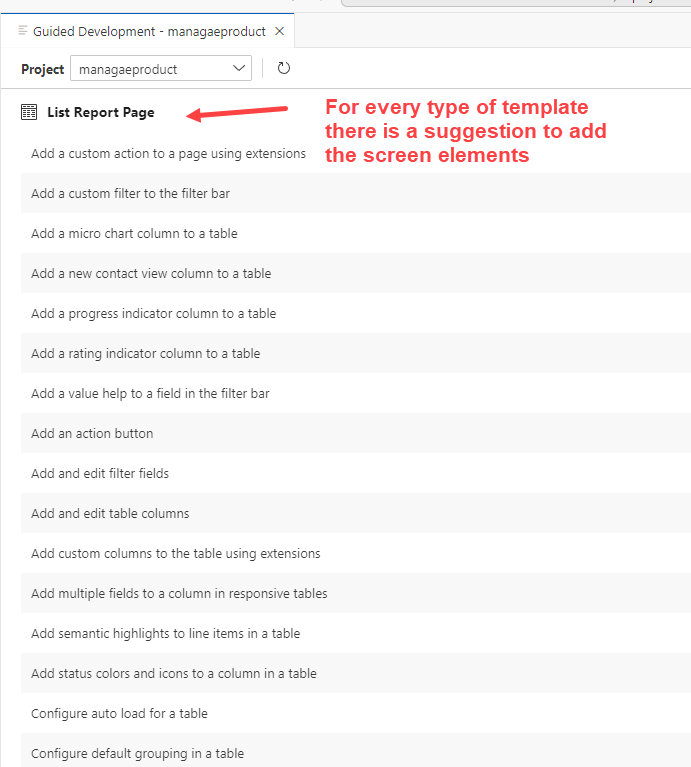 Guided Development - managaeproduct
Project managaeproduct
List Report Page
For every type of template
there is a suggestion to add
the screen elements
Add a custom action to a page using extensions
Add a custom filter to the filter bar
Add a micro chart column to a table
Add a new contact view column to a table
Add a progress indicator column to a table
Add a rating indicator column to a table
Add a value help to a field in the filter bar
Add an action button
Add and edit filter fields
Add and edit table columns
Add custom columns to the table using extensions
Add multiple fields to a column in responsive tables
Add semantic highlights to line items in a table
Add status colors and icons to a column in a table
Configure auto load for a table
Configure default grouping in a table